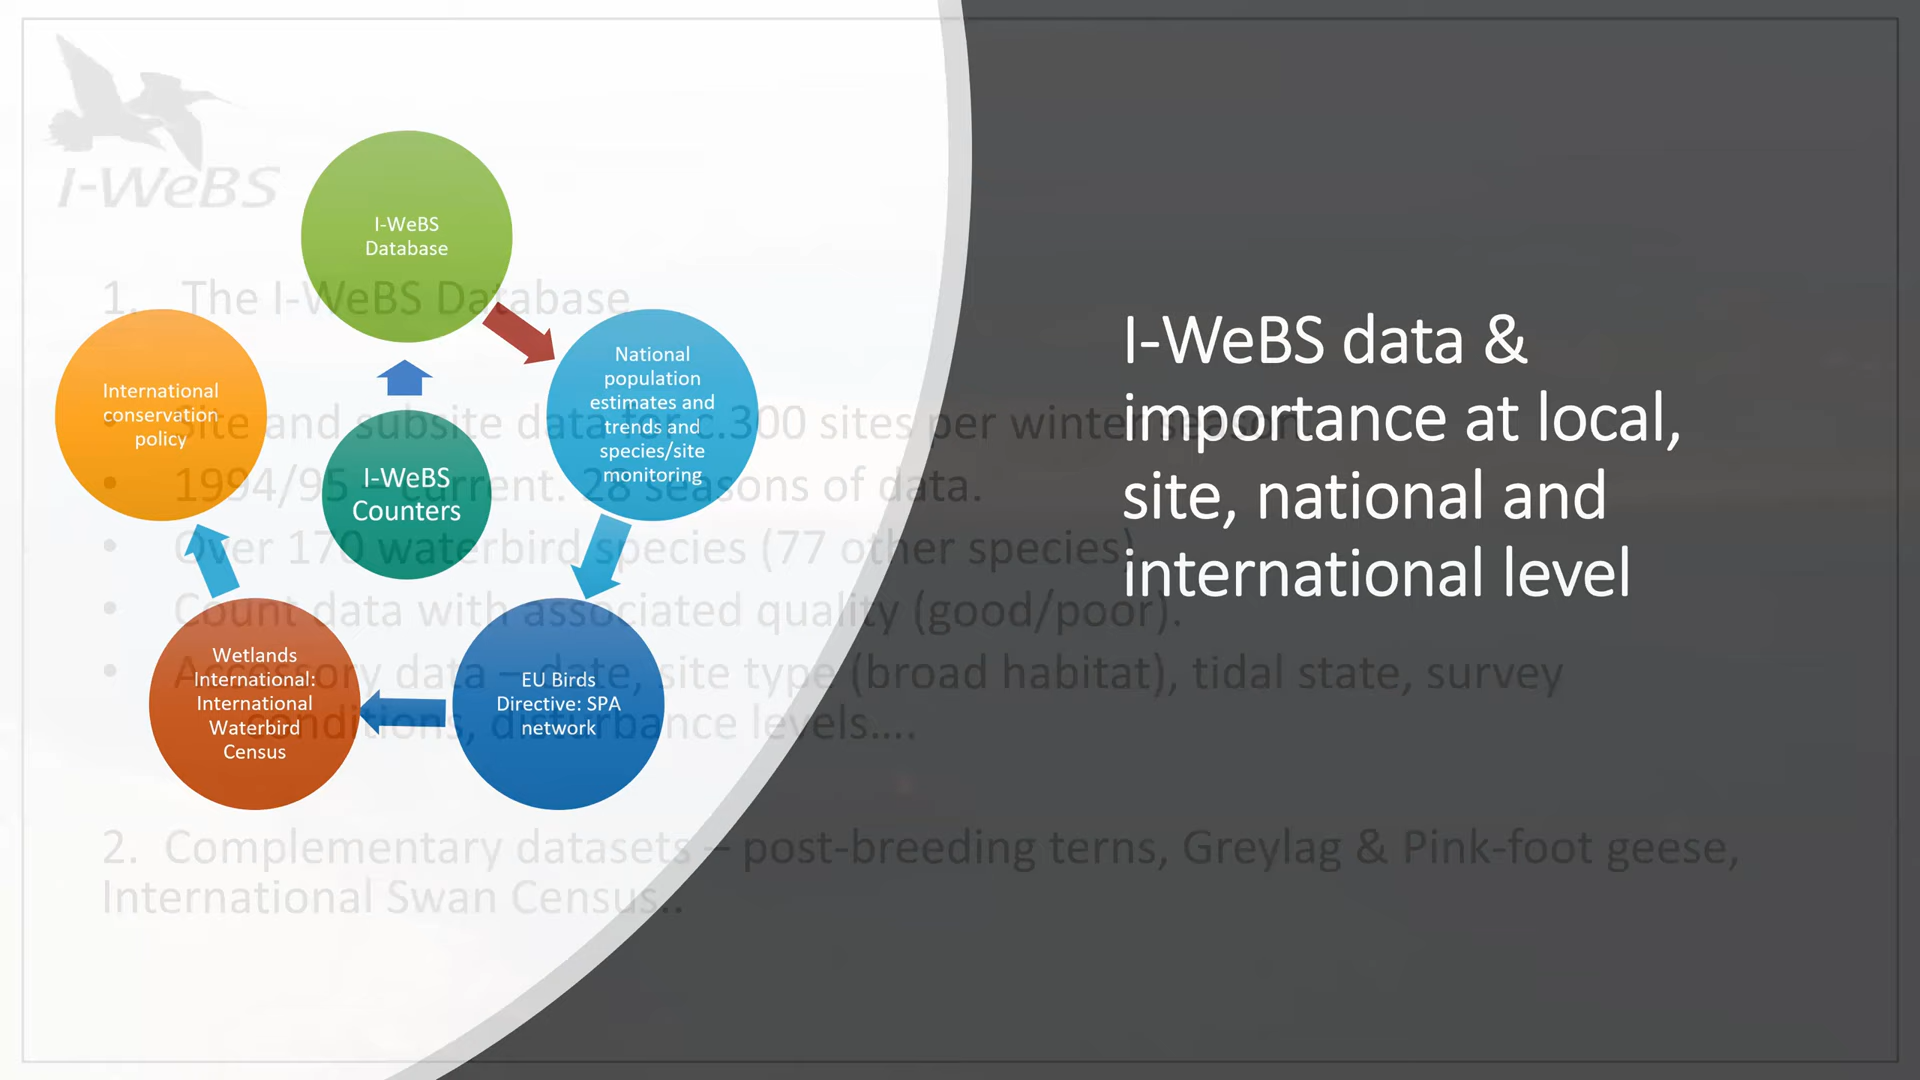 I-WeBS
I-WeBS
Database
National
population
estimates and
trends and
species/site
monitoring
EU Birds
Directive: SPA
network
Wetlands
International:
International
Waterbird
Census
International
conservation
policy
I-WeBS
Counters
I-WeBS data &
importance at local,
site, national and
international level
1. The I-WeBS Database
• Site and subsite data for c.300 sites per winter season
• 1994/95 – current. 28 seasons of data.
• Over 170 waterbird species (77 other species)
• Count data with associated quality (good/poor).
• Accessory data – date, site type (broad habitat), tidal state, survey
conditions, disturbance levels....
2. Complementary datasets – post-breeding terns, Greylag & Pink-foot geese,
International Swan Census..